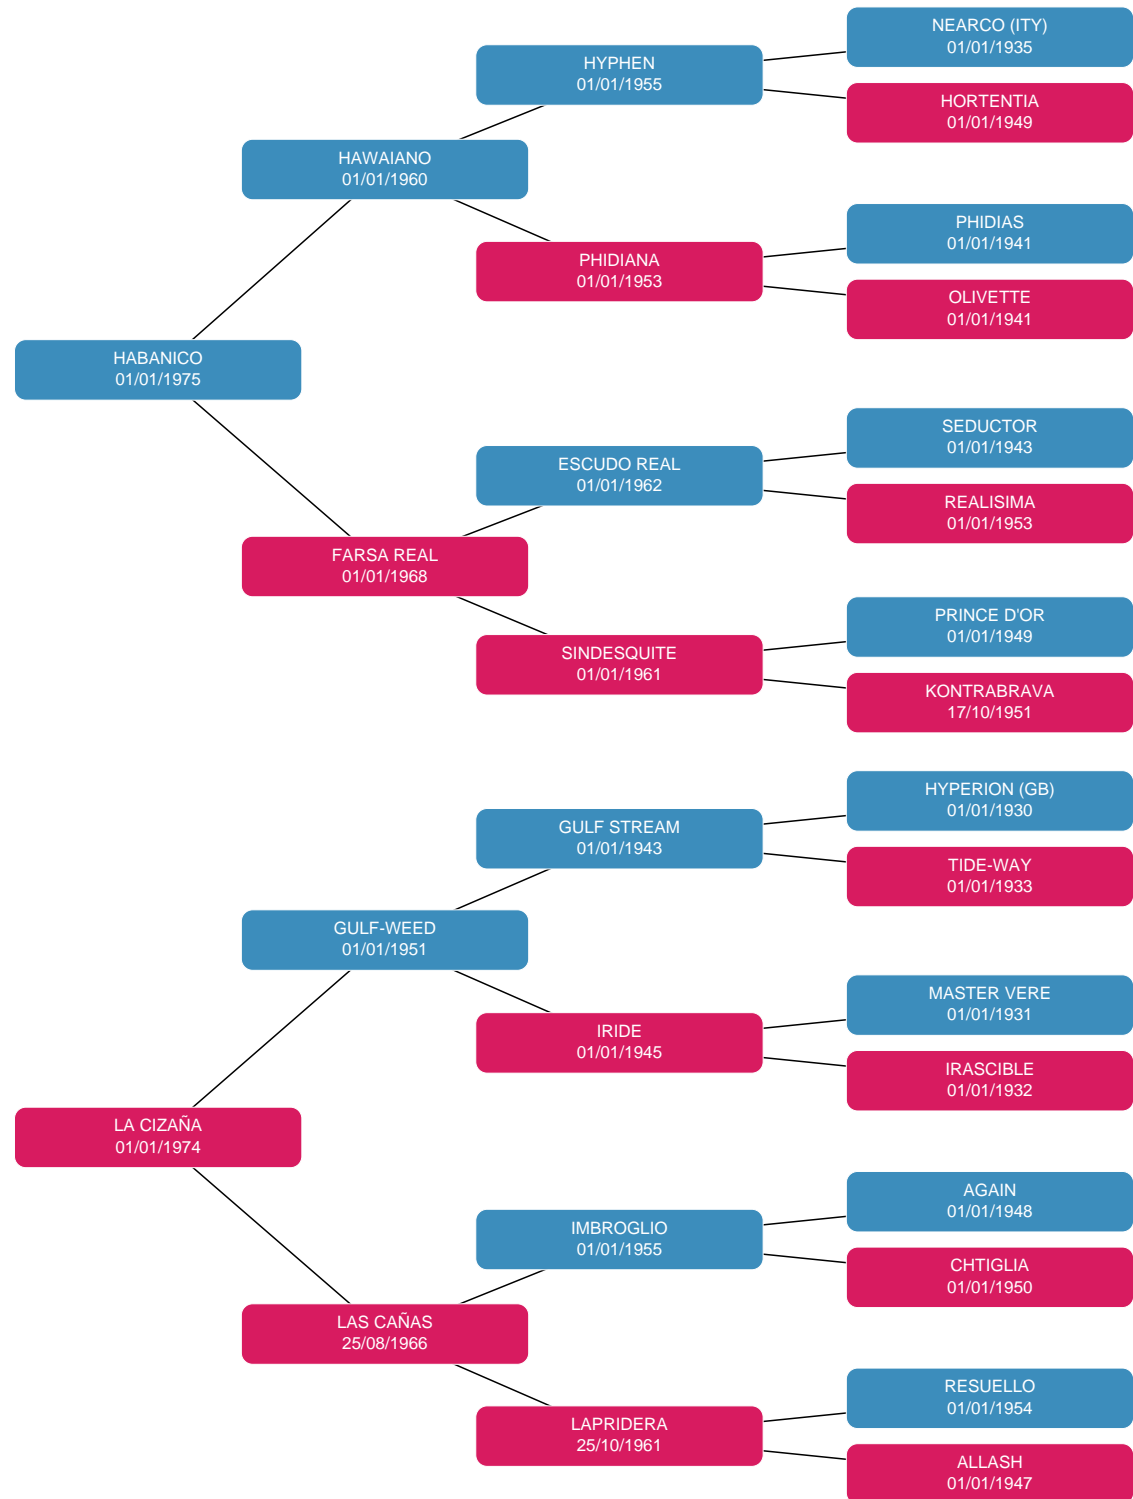 NEARCO (ITY)
01/01/1935
HYPHEN
01/01/1955
HORTENTIA
01/01/1949
HAWAIANO
01/01/1960
PHIDIAS
01/01/1941
PHIDIANA
01/01/1953
OLIVETTE
01/01/1941
HABANICO
01/01/1975
SEDUCTOR
01/01/1943
ESCUDO REAL
01/01/1962
REALISIMA
01/01/1953
FARSA REAL
01/01/1968
PRINCE D'OR
01/01/1949
SINDESQUITE
01/01/1961
KONTRABRAVA
17/10/1951
HYPERION (GB)
01/01/1930
GULF STREAM
01/01/1943
TIDE-WAY
01/01/1933
GULF-WEED
01/01/1951
MASTER VERE
01/01/1931
IRIDE
01/01/1945
IRASCIBLE
01/01/1932
LA CIZAÑA
01/01/1974
AGAIN
01/01/1948
IMBROGLIO
01/01/1955
CHTIGLIA
01/01/1950
LAS CAÑAS
25/08/1966
RESUELLO
01/01/1954
LAPRIDERA
25/10/1961
ALLASH
01/01/1947